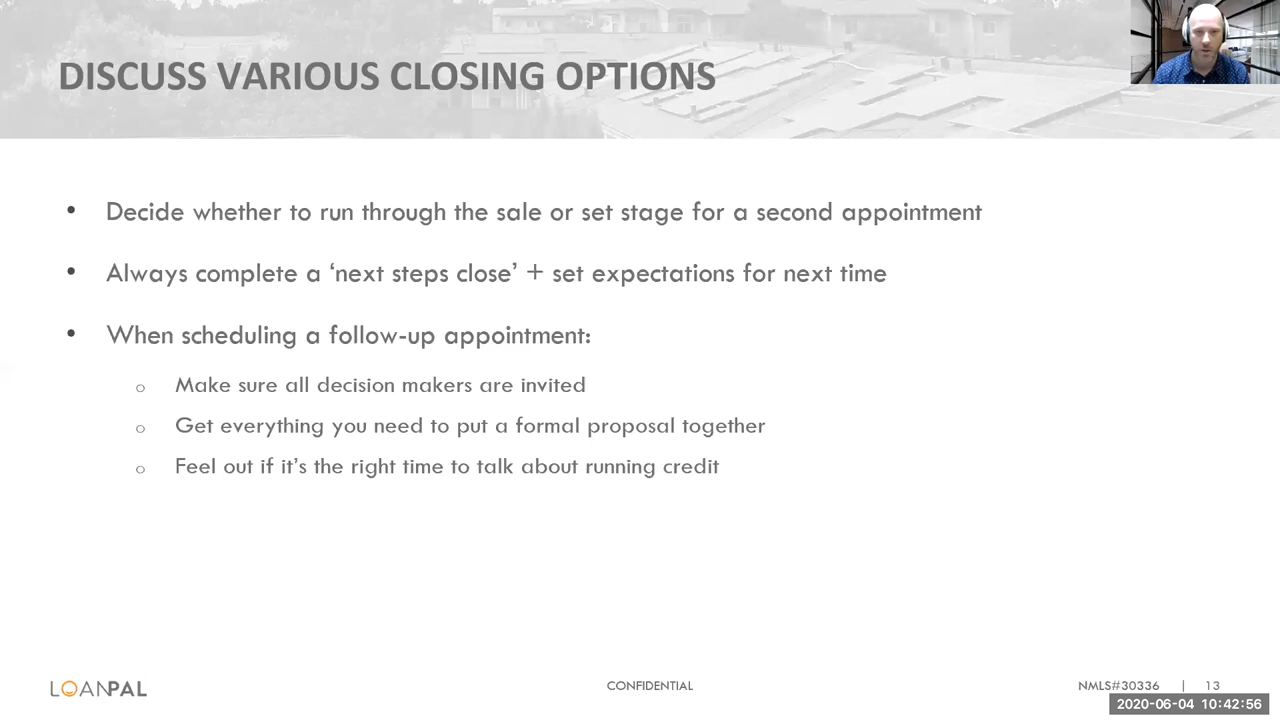 DISCUSS VARIOUS CLOSING OPTIONS
• Decide whether to run through the sale or set stage for a second appointment
• Always complete a ‘next steps close’ + set expectations for next time
• When scheduling a follow-up appointment:
o Make sure all decision makers are invited
o Get everything you need to put a formal proposal together
o Feel out if it’s the right time to talk about running credit
LOANPAL
CONFIDENTIAL
NMLS#30336 | 13
2020-06-04 10:42:56